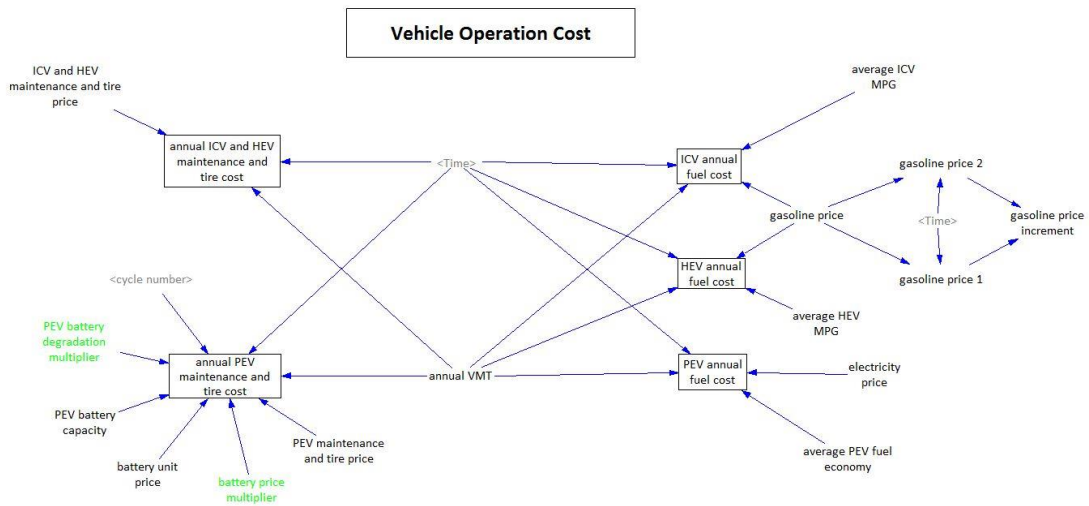 Vehicle Operation Cost
ICV and HEV
maintenance and tire
price
average ICV
MPG
annual ICV and HEV
maintenance and
tire cost
<Time>
ICV annual
fuel cost
gasoline price 2
gasoline price
<Time>
gasoline price
increment
HEV annual
fuel cost
gasoline price 1
<cycle number>
average HEV
MPG
PEV battery
degradation
multiplier
annual PEV
maintenance and
tire cost
annual VMT
PEV annual
fuel cost
electricity
price
PEV battery
capacity
battery unit
price
battery price
multiplier
PEV maintenance
and tire price
average PEV fuel
economy